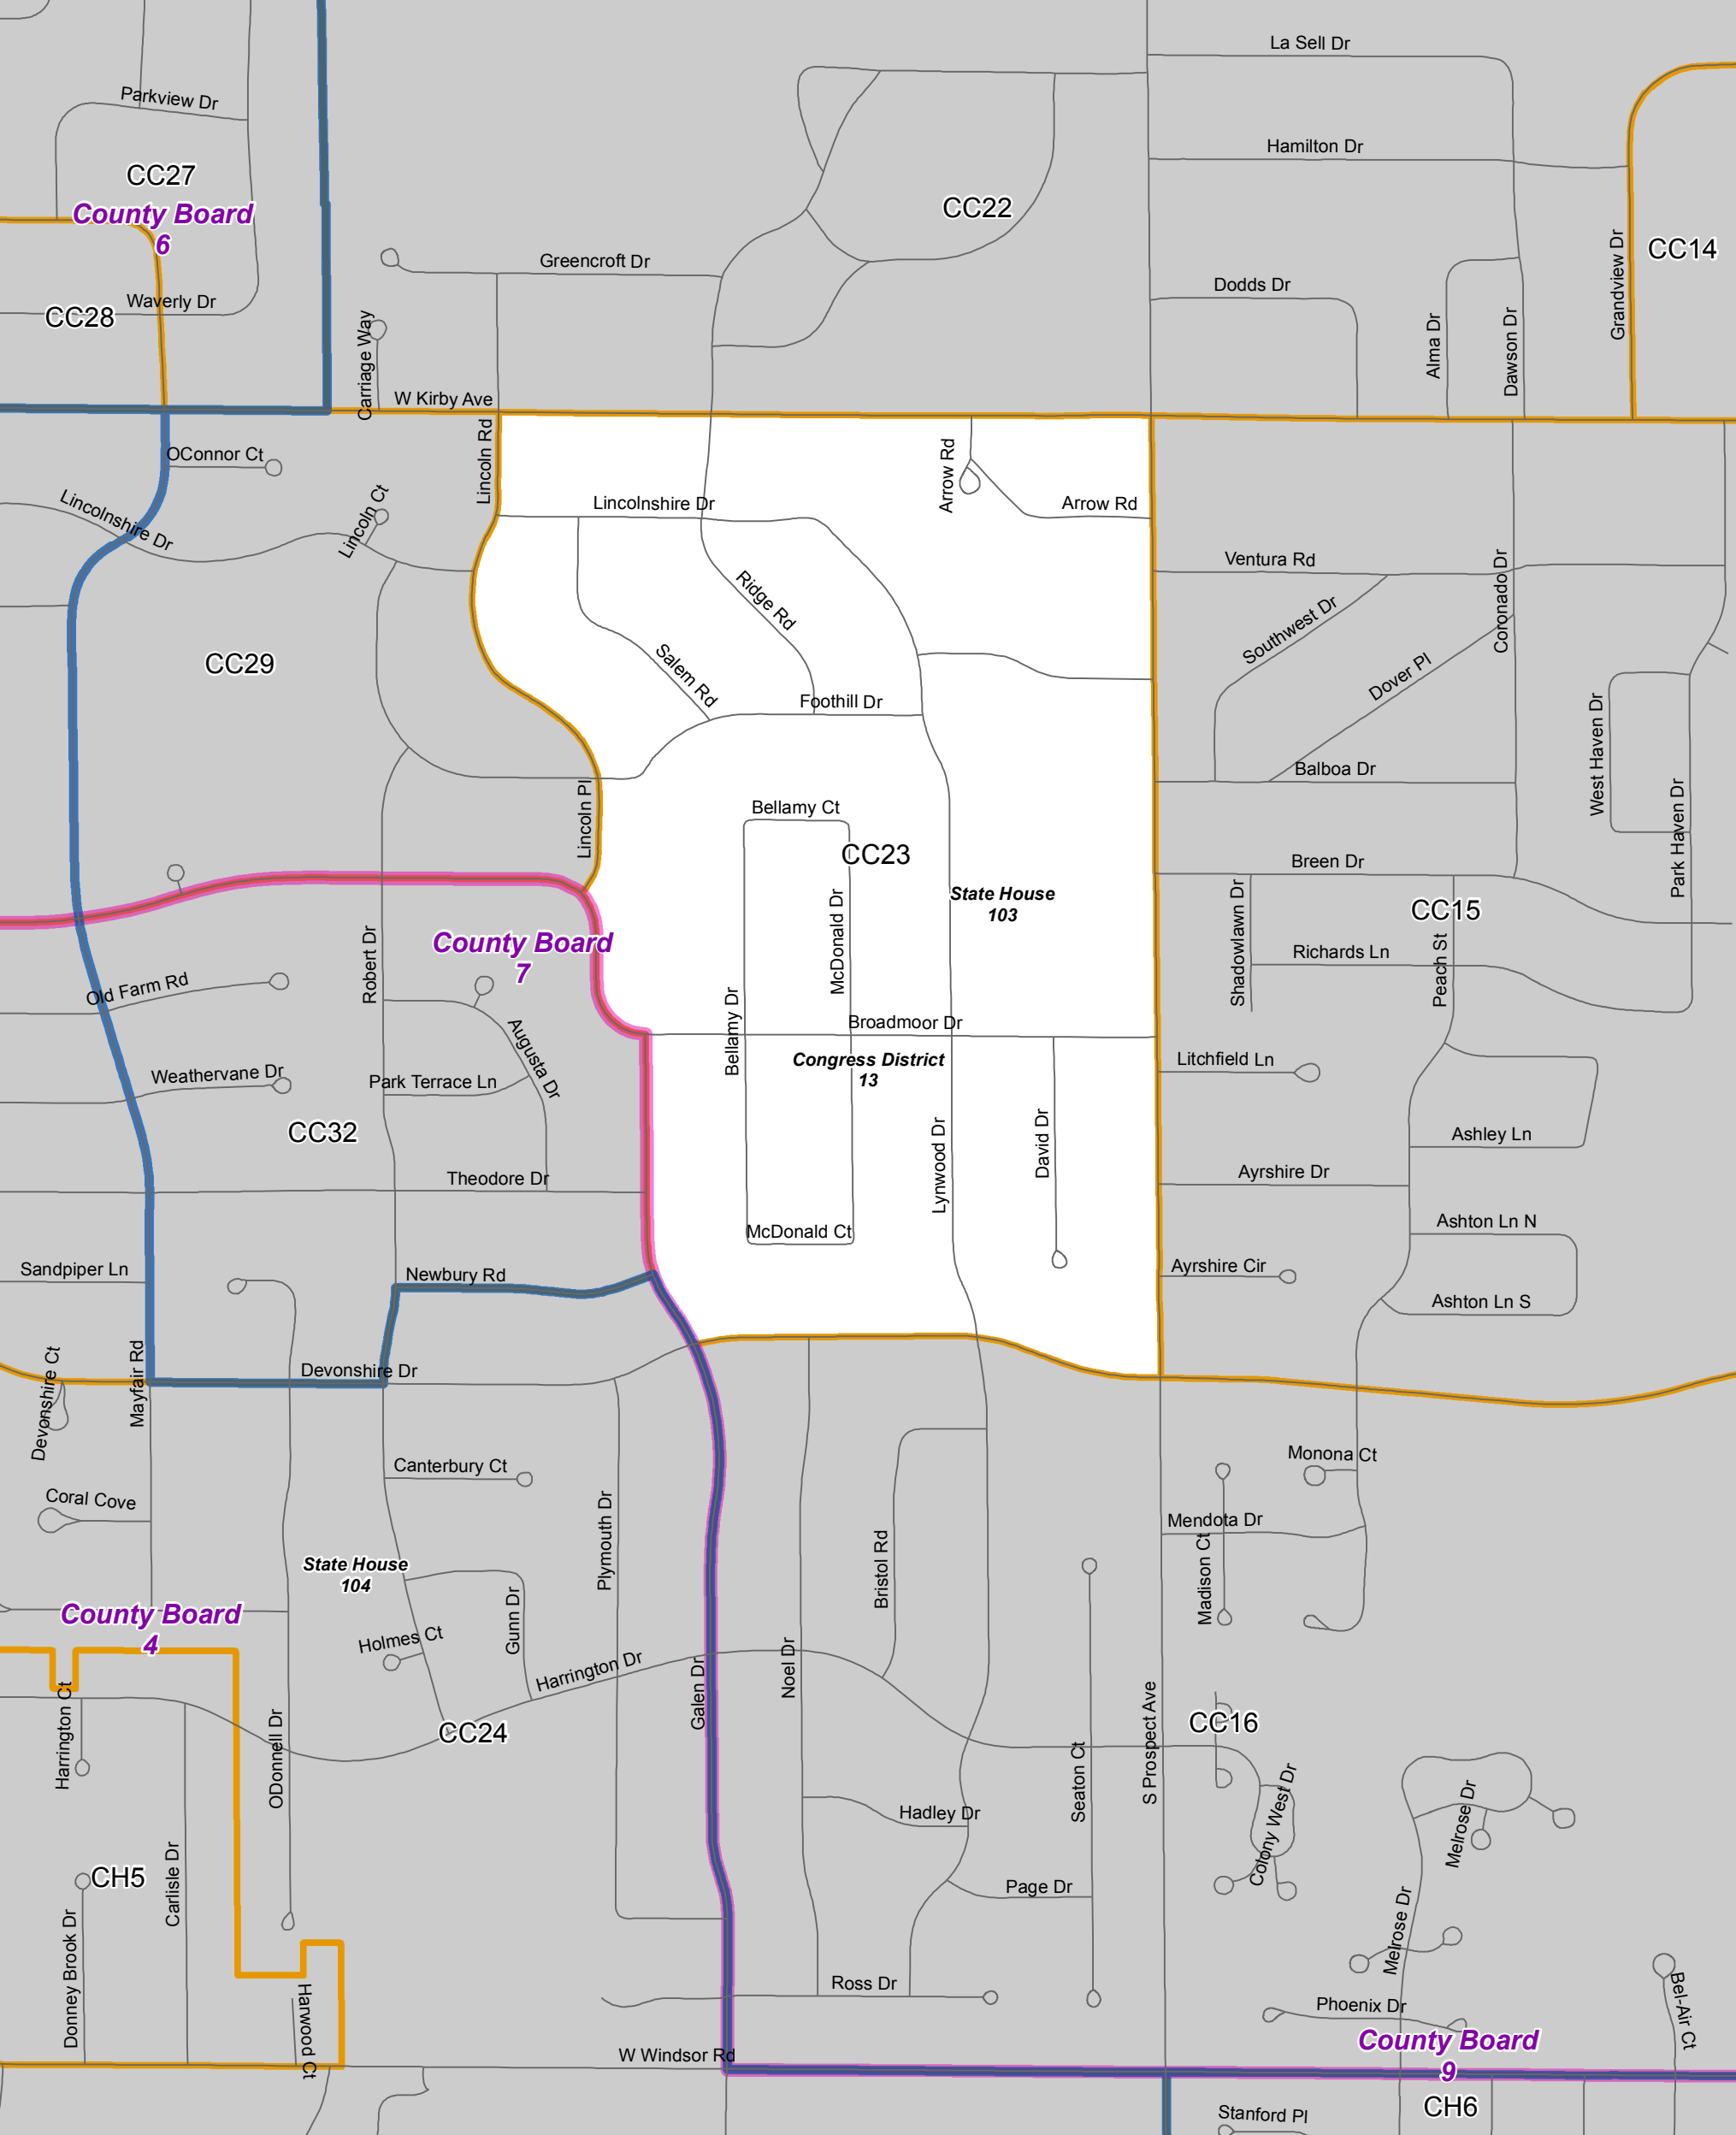 La Sell Dr
Parkview Dr
Hamilton Dr
CC27
CC22
County Board
6
CC14
Greencroft Dr
Grandview Dr
Dodds Dr
Waverly Dr
CC28
Carriage Way
Alma Dr
Dawson Dr
W Kirby Ave
OConnor Ct
Lincoln Rd
Arrow Rd
Lincolnshire Dr
Lincolnshire Dr
Arrow Rd
Lincoln Ct
Ventura Rd
Coronado Dr
Ridge Rd
Southwest Dr
CC29
Salem Rd
Dover Pl
Foothill Dr
West Haven Dr
Balboa Dr
Lincoln Pl
Bellamy Ct
Park Haven Dr
CC23
Breen Dr
State House
103
Shadowlawn Dr
CC15
McDonald Dr
County Board
7
Robert Dr
Richards Ln
Peach St
Old Farm Rd
Bellamy Dr
Broadmoor Dr
Augusta Dr
Congress District
13
Litchfield Ln
Weathervane Dr
Park Terrace Ln
CC32
David Dr
Ashley Ln
Lynwood Dr
Theodore Dr
Ayrshire Dr
McDonald Ct
Ashton Ln N
Sandpiper Ln
Newbury Rd
Ayrshire Cir
Ashton Ln S
Devonshire Ct
Mayfair Rd
Devonshire Dr
Monona Ct
Canterbury Ct
Coral Cove
Plymouth Dr
Mendota Dr
Bristol Rd
Madison Ct
State House
104
County Board
4
Gunn Dr
Holmes Ct
Harrington Dr
Noel Dr
Galen Dr
Harrington Ct
CC24
CC16
S Prospect Ave
ODonnell Dr
Seaton Ct
Colony West Dr
Melrose Dr
Hadley Dr
CH5
Carlisle Dr
Page Dr
Donney Brook Dr
Melrose Dr
Harwood Ct
Ross Dr
Phoenix Dr
Bel-Air Ct
County Board
9
W Windsor Rd
CH6
Stanford Pl